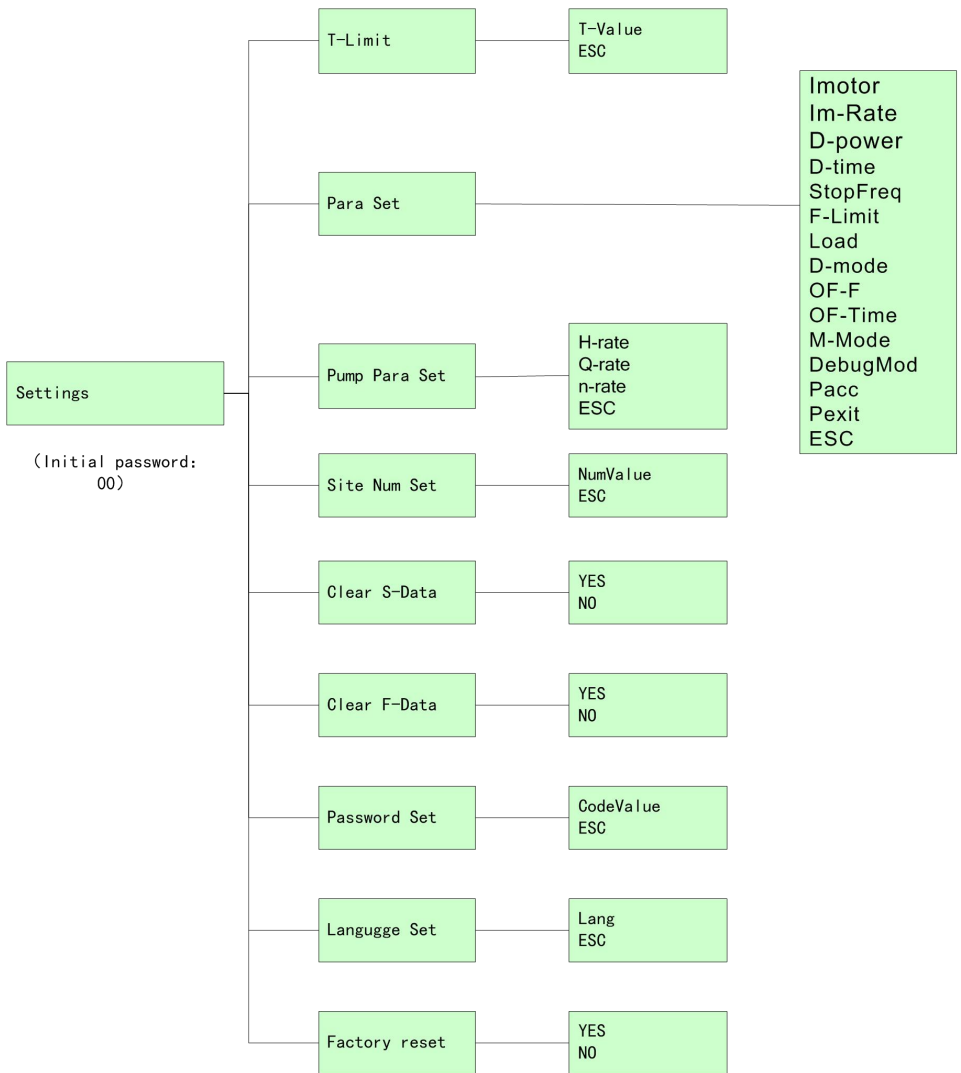 Settings
（Initial password:
00）
T-Limit
T-Value
ESC
Para Set
Imotor
Im-Rate
D-power
D-time
StopFreq
F-Limit
Load
D-mode
OF-F
OF-Time
M-Mode
DebugMod
Pacc
Pexit
ESC
Pump Para Set
H-rate
Q-rate
n-rate
ESC
Site Num Set
NumValue
ESC
Clear S-Data
YES
NO
Clear F-Data
YES
NO
Password Set
CodeValue
ESC
Langugge Set
Lang
ESC
Factory reset
YES
NO